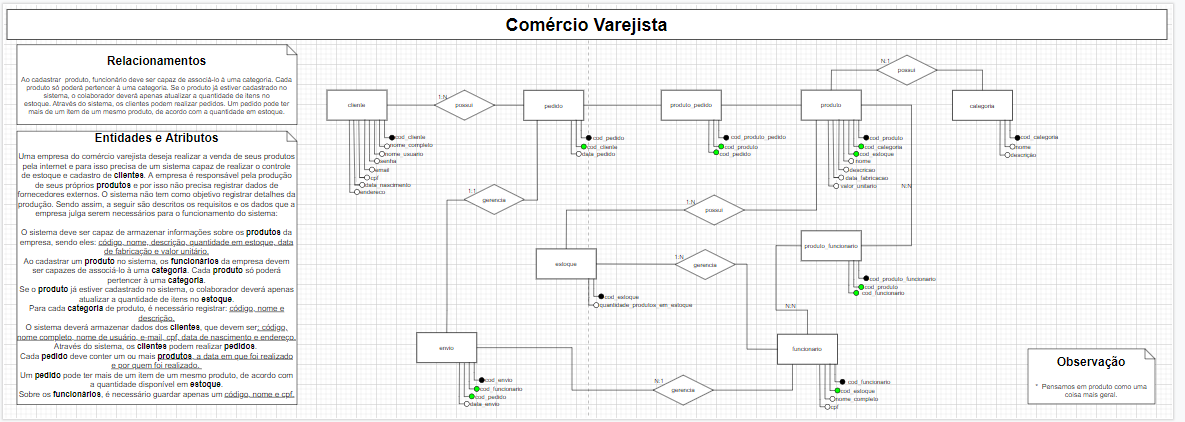 Comércio Varejista
Relacionamentos
Ao cadastrar produto, funcionário deve ser capaz de associá-lo à uma categoria. Cada
produto só poderá pertencer à uma categoria. Se o produto já estiver cadastrado no
sistema, o colaborador deverá apenas atualizar a quantidade de itens no
estoque. Através do sistema, os clientes podem realizar pedidos. Um pedido pode ter
mais de um item de um mesmo produto, de acordo com a quantidade em estoque.
Entidades e Atributos
Uma empresa do comércio varejista deseja realizar a venda de seus produtos
pela internet e para isso precisa de um sistema capaz de realizar o controle
de estoque e cadastro de clientes. A empresa é responsável pela produção
de seus próprios produtos e por isso não precisa registrar dados de
fornecedores externos. O sistema não tem como objetivo registrar detalhes da
produção. Sendo assim, a seguir são descritos os requisitos e os dados que a
empresa julga serem necessários para o funcionamento do sistema:
O sistema deve ser capaz de armazenar informações sobre os produtos da
empresa, sendo eles: código, nome, descrição, quantidade em estoque, data
de fabricação e valor unitário.
Ao cadastrar um produto no sistema, os funcionários da empresa devem
ser capazes de associá-lo à uma categoria. Cada produto só poderá
pertencer à uma categoria.
Se o produto já estiver cadastrado no sistema, o colaborador deverá apenas
atualizar a quantidade de itens no estoque.
Para cada categoria de produto, é necessário registrar: código, nome e
descrição.
O sistema deverá armazenar dados dos clientes, que devem ser: código,
nome completo, nome de usuário, e-mail, cpf, data de nascimento e endereço.
Através do sistema, os clientes podem realizar pedidos.
Cada pedido deve conter um ou mais produtos, a data em que foi realizado
e por quem foi realizado.
Um pedido pode ter mais de um item de um mesmo produto, de acordo com
a quantidade disponível em estoque.
Sobre os funcionários, é necessário guardar apenas um código, nome e cpf.
cliente
cod_cliente
nome_completo
nome_usuario
senha
email
cpf
data_nascimento
endereco
1:N
possui
pedido
cod_pedido
cod_cliente
data_pedido
produto_pedido
cod_produto_pedido
cod_produto
cod_pedido
produto
cod_produto
cod_categoria
cod_estoque
nome
descricao
data_fabricacao
valor_unitario
N:1
possui
categoria
cod_categoria
nome
descrição
1:1
gerencia
1:N
possui
N:N
estoque
cod_estoque
quantidade_produtos_em_estoque
1:N
gerencia
produto_funcionario
cod_produto_funcionario
cod_produto
cod_funcionario
N:N
envio
cod_envio
cod_funcionario
cod_pedido
data_envio
N:1
gerencia
funcionario
cod_funcionario
cod_estoque
nome_completo
cpf
Observação
* Pensamos em produto como uma
coisa mais geral.